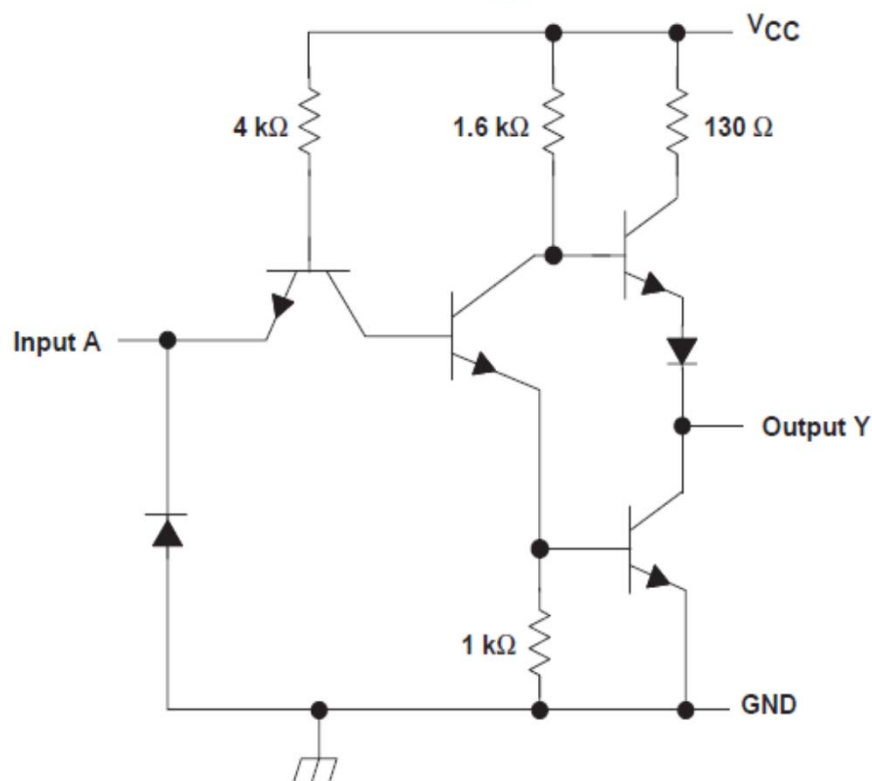 VCC
4 kΩ
1.6 kΩ
130 Ω
Input A
Output Y
1 kΩ
GND